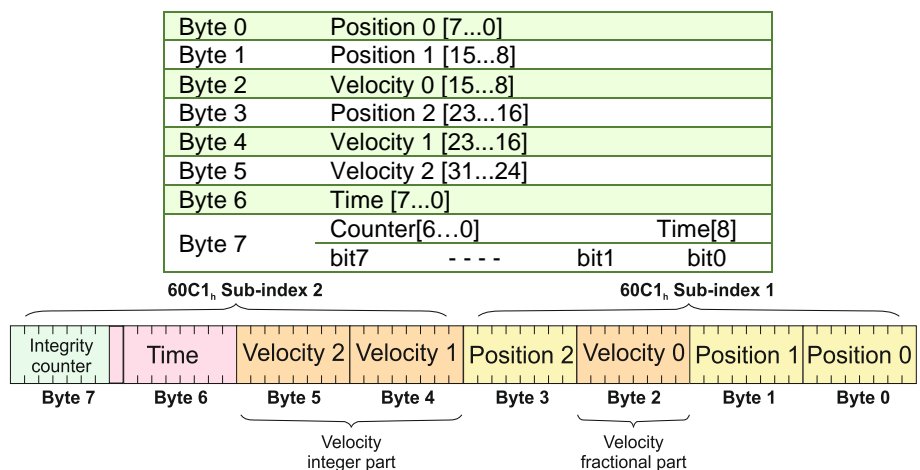 Byte 0 Position 0 [7...0]
Byte 1 Position 1 [15...8]
Byte 2 Velocity 0 [15...8]
Byte 3 Position 2 [23...16]
Byte 4 Velocity 1 [23...16]
Byte 5 Velocity 2 [31...24]
Byte 6 Time [7...0]
Byte 7 Counter[6…0] Time[8]
bit7 - - - - bit1 bit0
60C1h Sub-index 2 60C1h Sub-index 1
Integrity
counter Time Velocity 2 Velocity 1 Position 2 Velocity 0 Position 1 Position 0
Byte 7 Byte 6 Byte 5 Byte 4 Byte 3 Byte 2 Byte 1 Byte 0
Velocity
integer part
Velocity
fractional part